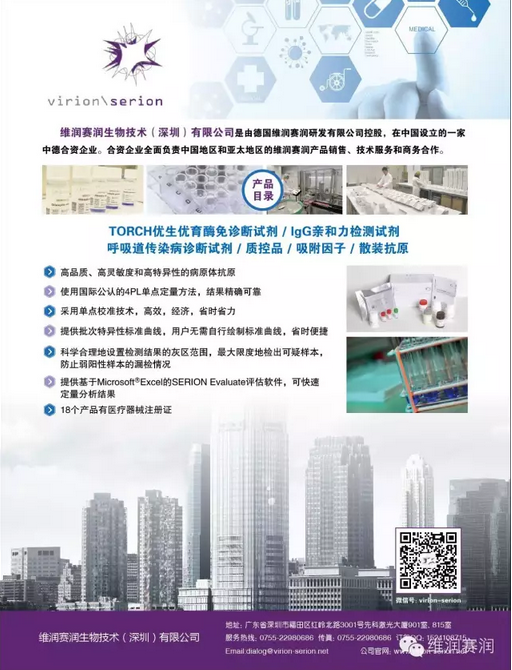 MEDICAL
virion\serion
维润赛润生物技术（深圳）有限公司是由德国维润赛润研发有限公司控股，在中国设立的一家
中德合资企业。合资企业全面负责中国地区和亚太地区的维润赛润产品销售、技术服务和商务合作。
产品
目录
TORCH优生优育酶免诊断试剂 / IgG亲和力检测试剂
呼吸道传染病诊断试剂 / 质控品 / 吸附因子 / 散装抗原
高品质、高灵敏度和高特异性的病原体抗原
使用国际公认的4PL单点定量方法，结果精确可靠
采用单点校准技术，高效，经济，省时省力
提供批次特异性标准曲线，用户无需自行绘制标准曲线，省时便捷
科学合理地设置检测结果的灰区范围，最大限度地检出可疑样本，
防止弱阳性样本的漏检情况
提供基于Microsoft®Excel的SERION Evaluate评估软件，可快速
定量分析结果
18个产品有医疗器械注册证
微信号: virion-serion
维润赛润生物技术（深圳）有限公司
地址: 广东省深圳市福田区红岭北路3001号先科激光大厦901室, 815室
服务热线: 0755-22980686 传真: 0755-22980686
Email:dialog@virion-serion.net
公司官网:
维润赛润